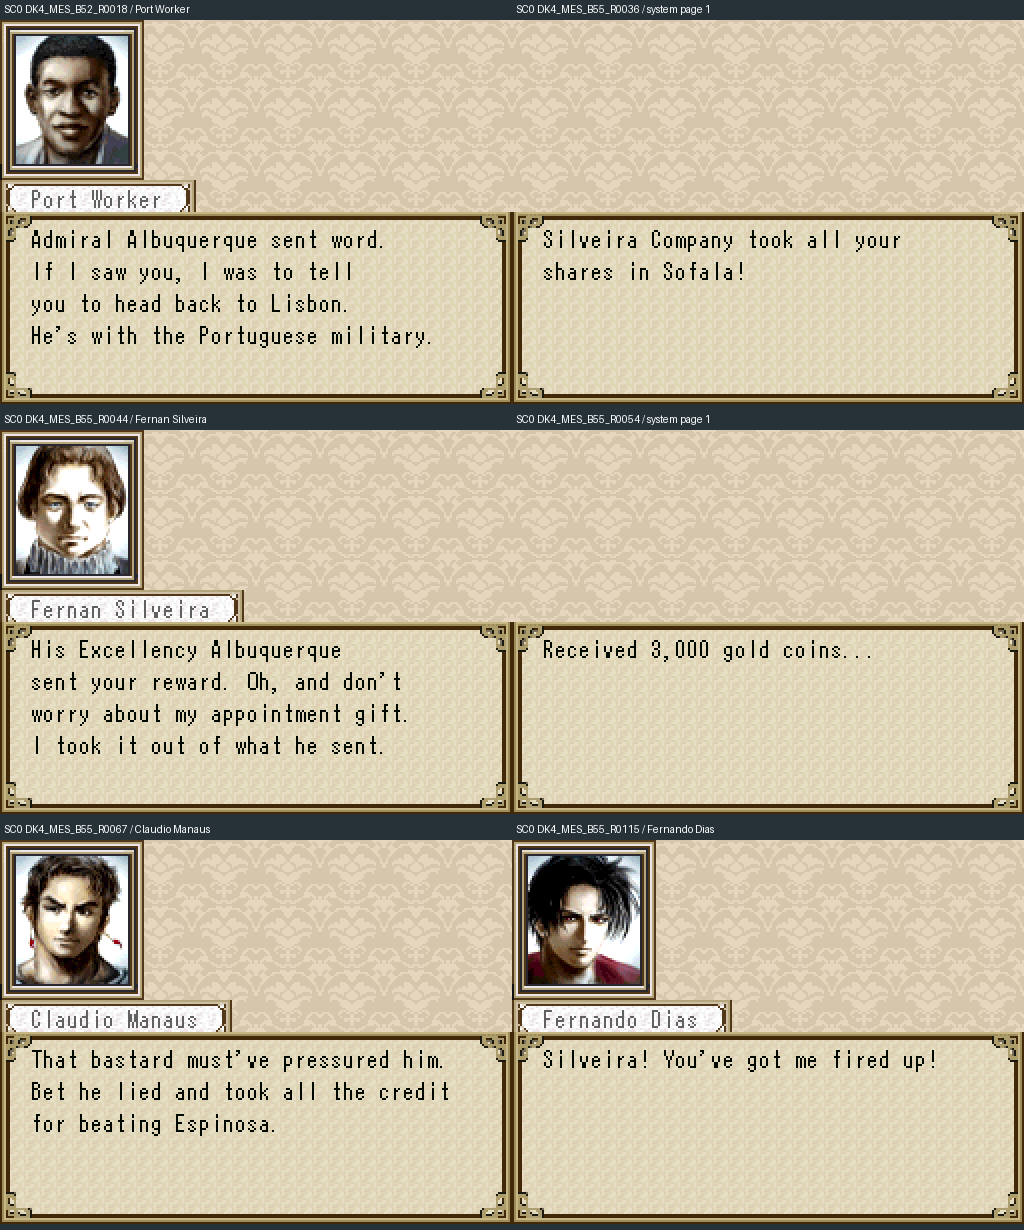 SC0 DK4_MES_B52_R0018 / Port Worker
SC0 DK4_MES_B55_R0036 / system page 1
Port Worker
Admiral Albuquerque sent word.
If I saw you, I was to tell
you to head back to Lisbon.
He's with the Portuguese military.
Silveira Company took all your
shares in Sofala!
SC0 DK4_MES_B55_R0044 / Fernan Silveira
SC0 DK4_MES_B55_R0054 / system page 1
Fernan Silveira
His Excellency Albuquerque
sent your reward. Oh, and don't
worry about my appointment gift.
I took it out of what he sent.
Received 3,000 gold coins...
SC0 DK4_MES_B55_R0067 / Claudio Manaus
SC0 DK4_MES_B55_R0115 / Fernando Dias
Claudio Manaus
That bastard must've pressured him.
Bet he lied and took all the credit
for beating Espinosa.
Fernando Dias
Silveira! You've got me fired up!